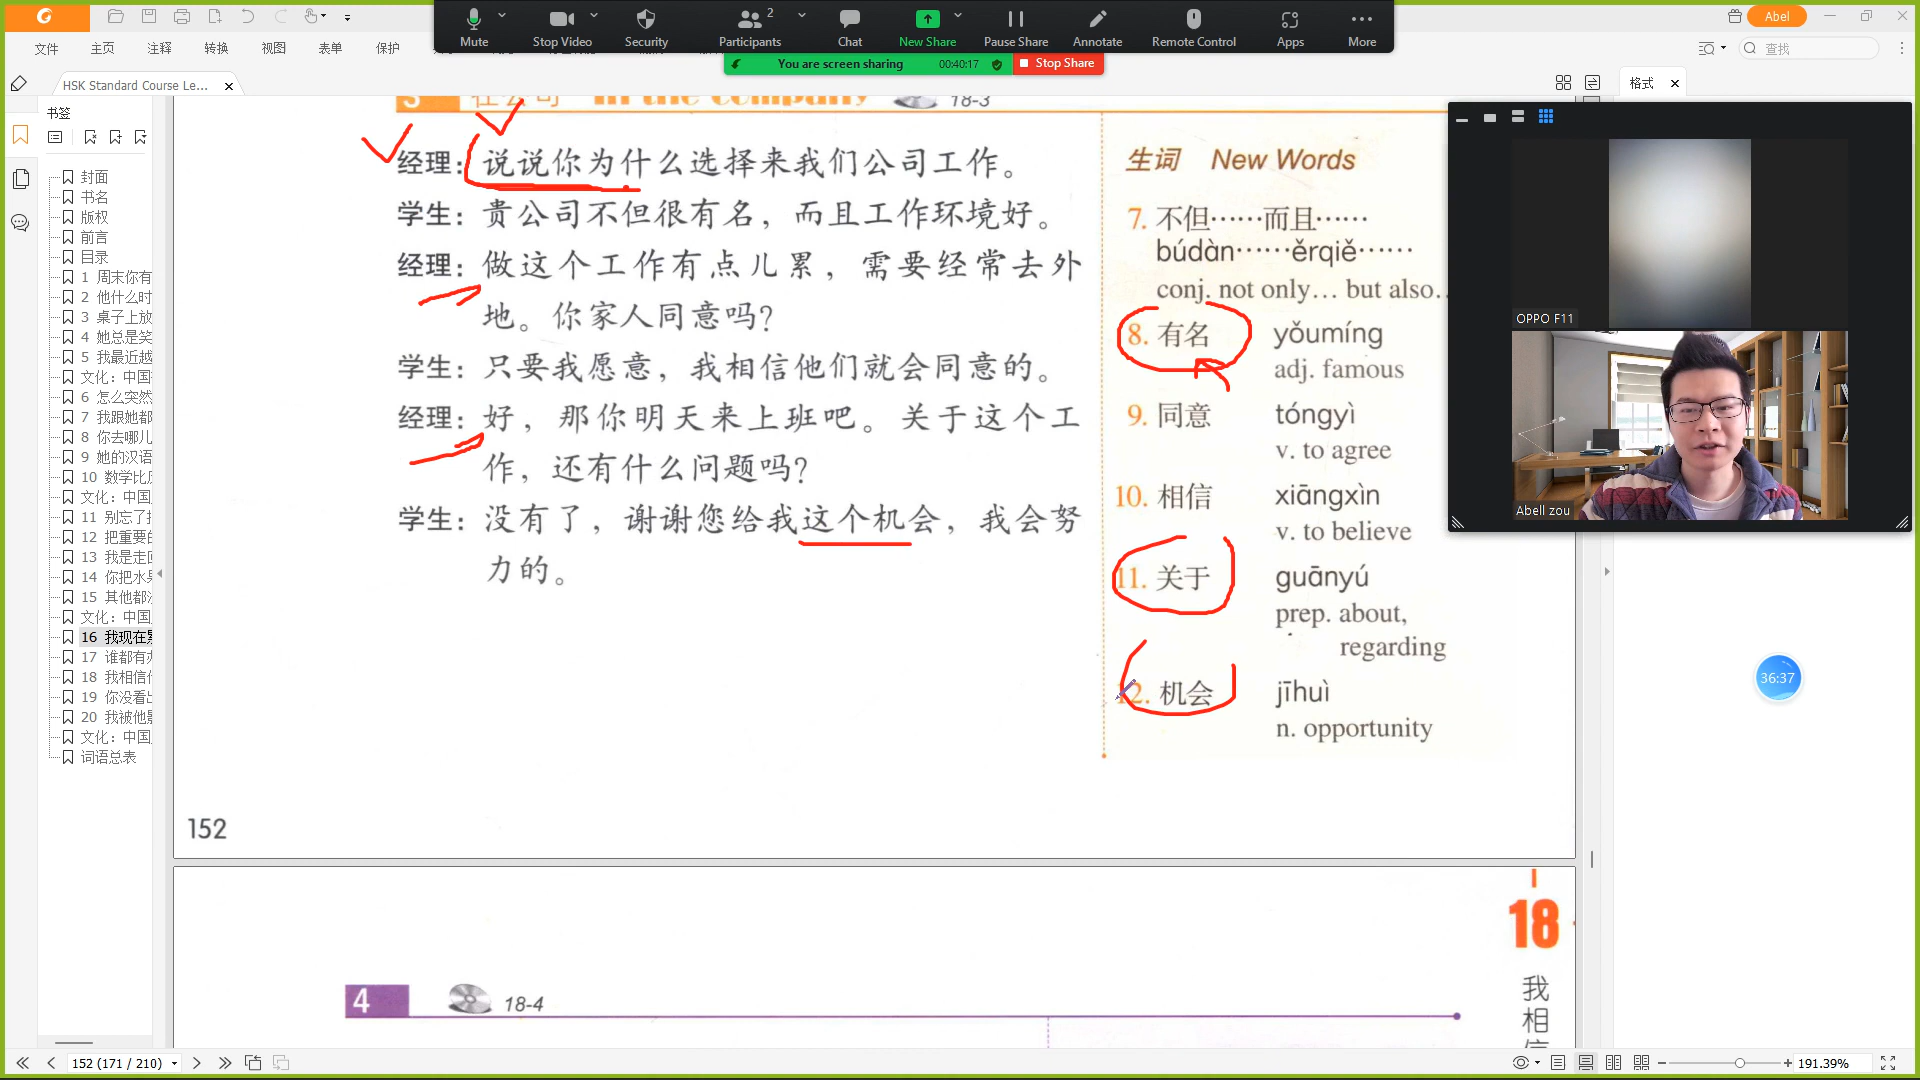 Mute
Stop Video
Security
Participants
2
Chat
New Share
Pause Share
Annotate
Remote Control
Apps
More
You are screen sharing
00:40:17
Stop Share
Abel
文件
主页
注释
转换
视图
表单
保护
查找
HSK Standard Course Le...
格式
书签
封面
书名
版权
前言
目录
1 周末你有
2 他什么时
3 桌子上放
4 她总是笑
5 我最近越
文化：中国
6 怎么突然
7 我跟她都
8 你去哪儿
9 她的汉语
10 数学比
文化：中国
11 别忘了
12 把重要的
13 我是走
14 你把水
15 其他都
文化：中国
16 我现在
17 谁都有
18 我相信
19 你没看
20 我被他
文化：中国
词语总表
3 在公司 In the company 18-3
经理：说说你为什么选择来我们公司工作。
学生：贵公司不但很有名，而且工作环境好。
经理：做这个工作有点儿累，需要经常去外
地。你家人同意吗？
学生：只要我愿意，我相信他们就会同意的。
经理：好，那你明天来上班吧。关于这个工
作，还有什么问题吗？
学生：没有了，谢谢您给我这个机会，我会努
力的。
生词 New Words
7. 不但……而且……
búdàn……ěrqiě……
conj. not only… but also…
8. 有名 yǒumíng
adj. famous
9. 同意 tóngyì
v. to agree
10. 相信 xiāngxìn
v. to believe
11. 关于 guānyú
prep. about,
regarding
12. 机会 jīhuì
n. opportunity
152
OPPO F11
Abell zou
36:37
18
我
相
4 18-4
152 (171 / 210)
191.39%